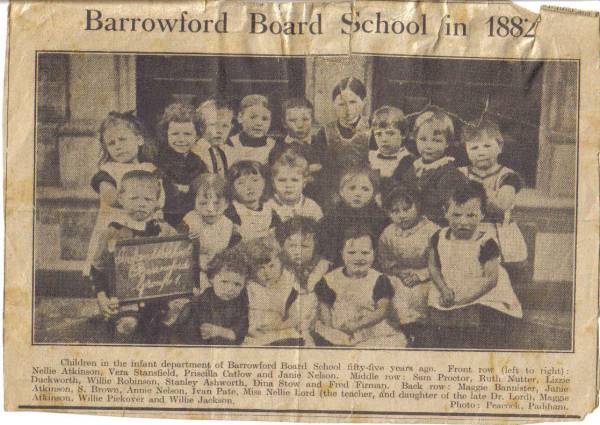 Barrowford Board School in 1882
Children in the infant department of Barrowford Board School fifty-five years ago. Front row (left to right):
Nellie Atkinson, Vera Stansfield, Priscilla Catlow and Janie Nelson. Middle row: Sam Proctor, Ruth Nutter, Lizzie
Duckworth, Willie Robinson, Stanley Ashworth, Dina Stow and Fred Firman. Back row: Maggie Bannister, Janie
Atkinson, S. Brown, Annie Nelson, Ivan Pate, Miss Nellie Lord (the teacher, and daughter of the late Dr. Lord), Maggie
Atkinson, Willie Pickover and Willie Jackson.
Photo: Peacock, Padiham.